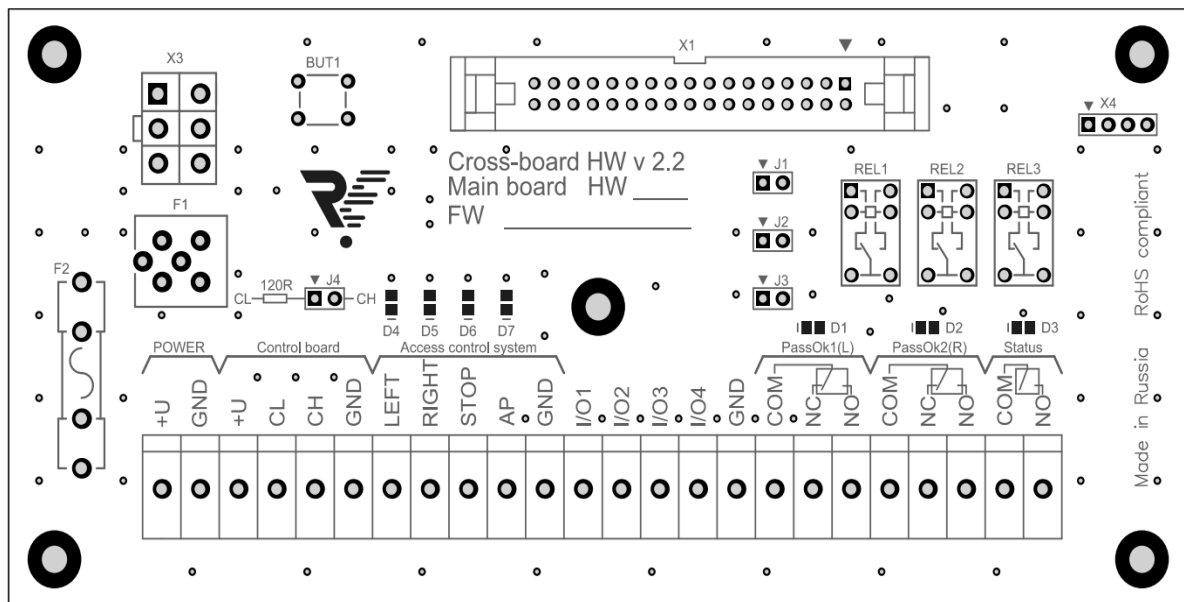 X3
BUT1
X1
X4
Cross-board HW v 2.2
Main board HW ____
FW ______________
J1
REL1
REL2
REL3
F1
J2
F2
120R
J4
CL
CH
J3
D4
D5
D6
D7
D1
D2
D3
POWER
Control board
Access control system
PassOk1(L)
PassOk2(R)
Status
+U
GND
+U
CL
CH
GND
LEFT
RIGHT
STOP
AP
GND
I/O1
I/O2
I/O3
I/O4
GND
COM
NC
NO
COM
NC
NO
COM
NO
Made in Russia RoHS compliant